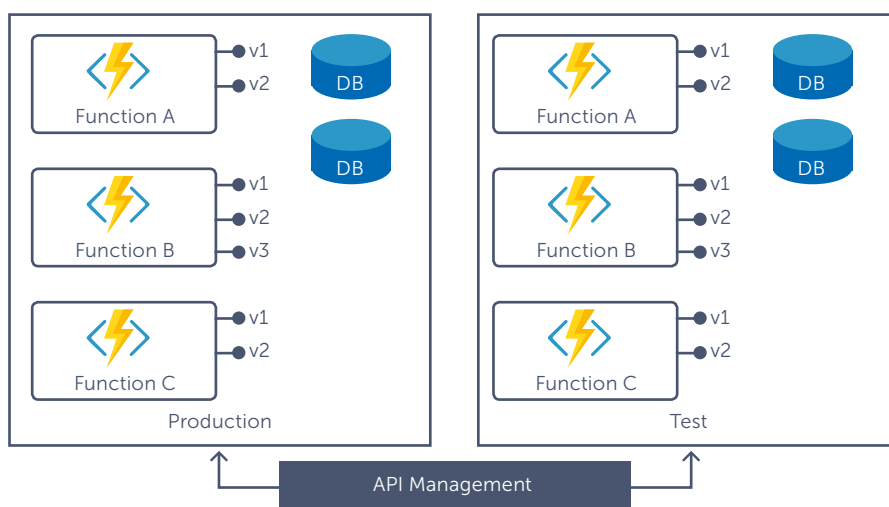 v1
v2
Function A
DB
DB
v1
v2
v3
Function B
v1
v2
Function C
Production
v1
v2
Function A
DB
DB
v1
v2
v3
Function B
v1
v2
Function C
Test
API Management